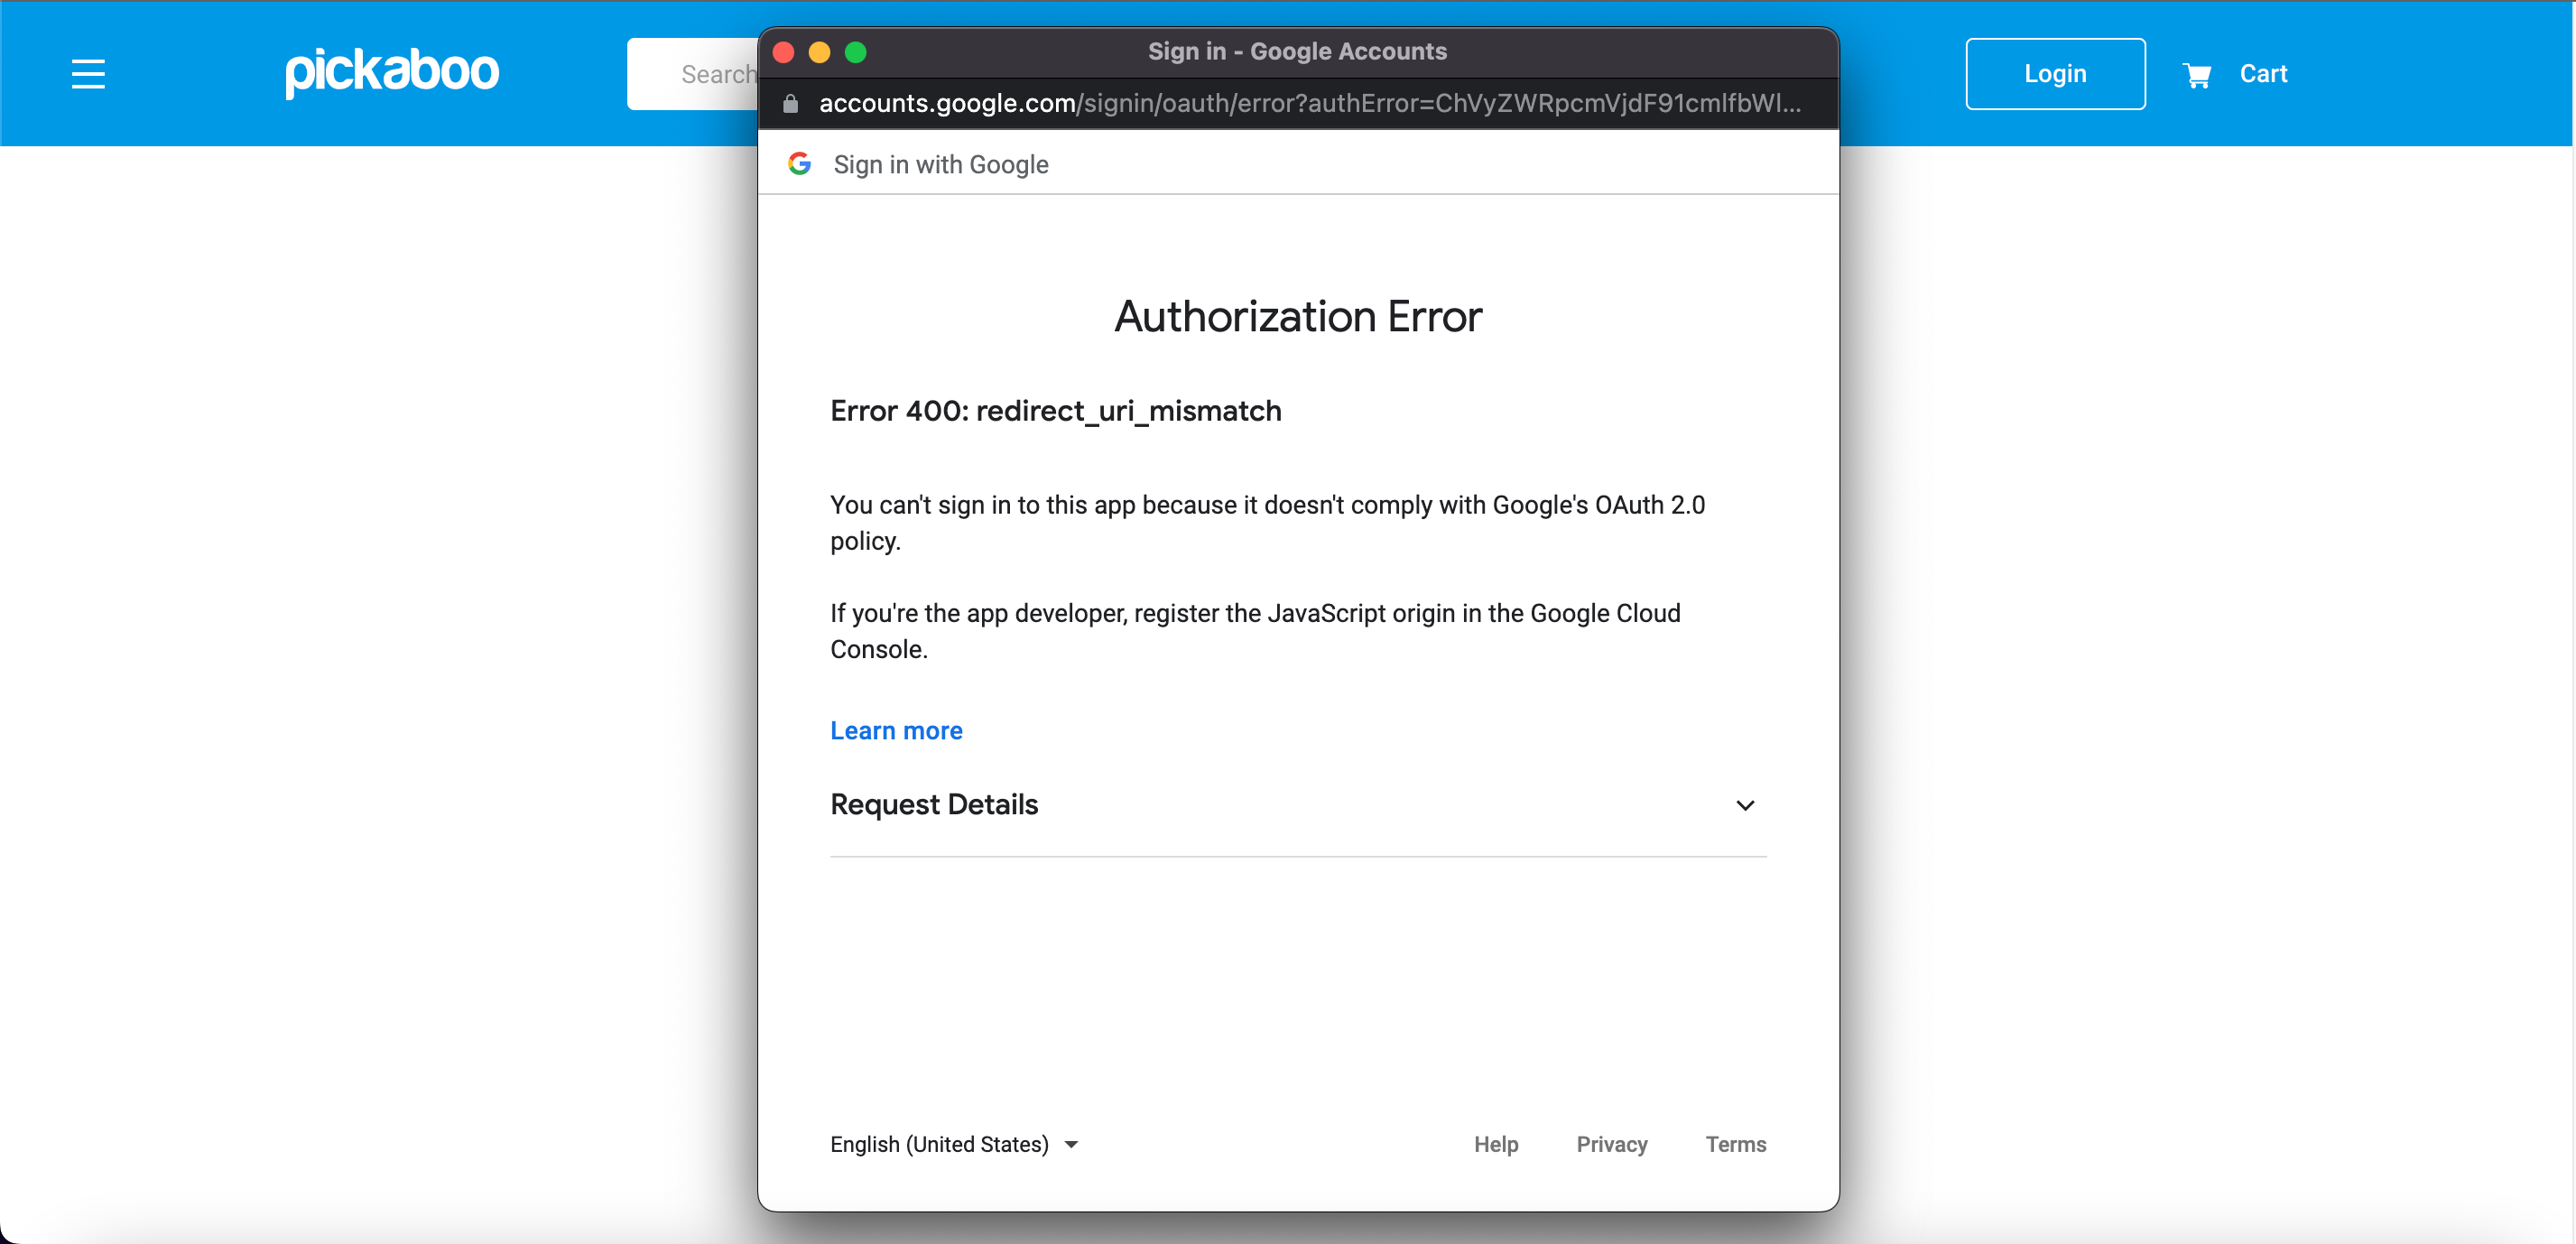 pickaboo
Search
Login
Cart
Sign in - Google Accounts
accounts.google.com/signin/oauth/error?authError=ChVyZWRpcmVjdF91cmlfbWl...
Sign in with Google
Authorization Error
Error 400: redirect_uri_mismatch
You can't sign in to this app because it doesn't comply with Google's OAuth 2.0
policy.
If you're the app developer, register the JavaScript origin in the Google Cloud
Console.
Learn more
Request Details
English (United States)
Help
Privacy
Terms